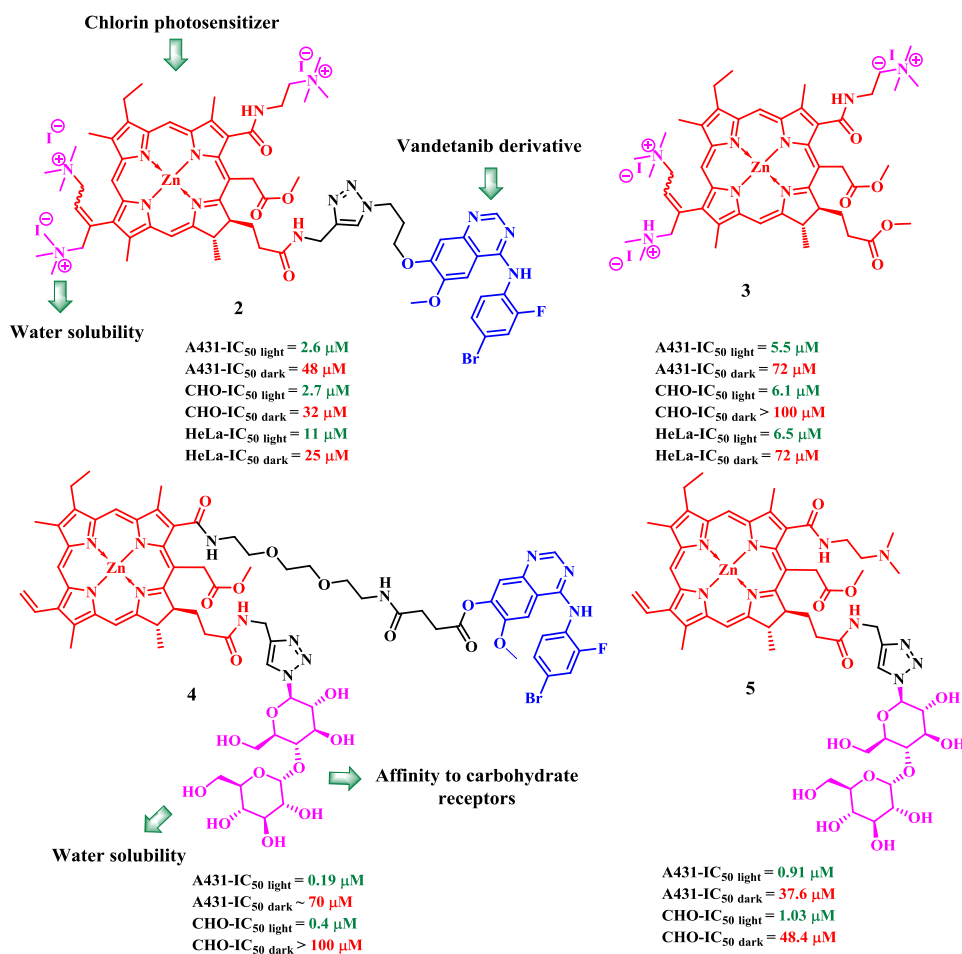 Chlorin photosensitizer
Vandetanib derivative
Water solubility
2
A431-IC50 light = 2.6 μM
A431-IC50 dark = 48 μM
CHO-IC50 light = 2.7 μM
CHO-IC50 dark = 32 μM
HeLa-IC50 light = 11 μM
HeLa-IC50 dark = 25 μM
3
A431-IC50 light = 5.5 μM
A431-IC50 dark = 72 μM
CHO-IC50 light = 6.1 μM
CHO-IC50 dark > 100 μM
HeLa-IC50 light = 6.5 μM
HeLa-IC50 dark = 72 μM
4
Affinity to carbohydrate
receptors
Water solubility
A431-IC50 light = 0.19 μM
A431-IC50 dark ~ 70 μM
CHO-IC50 light = 0.4 μM
CHO-IC50 dark > 100 μM
5
A431-IC50 light = 0.91 μM
A431-IC50 dark = 37.6 μM
CHO-IC50 light = 1.03 μM
CHO-IC50 dark = 48.4 μM